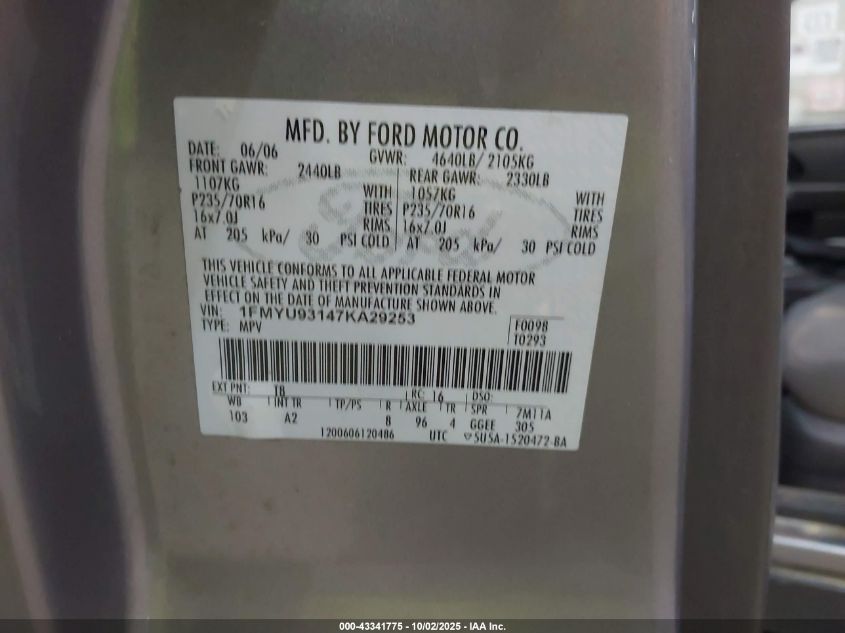 MFD. BY FORD MOTOR CO.
DATE: 06/06 GVWR: 4640LB/ 2105KG
FRONT GAWR: 2440LB REAR GAWR: 2330LB
1107KG WITH 1057KG WITH
P235/70R16 TIRES P235/70R16 TIRES
16x7.0J RIMS 16x7.0J RIMS
AT 205 kPa/ 30 PSI COLD AT 205 kPa/ 30 PSI COLD
THIS VEHICLE CONFORMS TO ALL APPLICABLE FEDERAL MOTOR
VEHICLE SAFETY AND THEFT PREVENTION STANDARDS IN
EFFECT ON THE DATE OF MANUFACTURE SHOWN ABOVE.
VIN: 1FMYU93147KA29253
TYPE: MPV F0098
T0293
EXT PNT: TB RC: 16 DSO:
WB INT TR TP/PS R AXLE TR SPR 7M11A
103 A2 8 96 4 GGEE 305
1200606120486 UTC 5U5A-1520472-BA
000-43341775 - 10/02/2025 - IAA Inc.